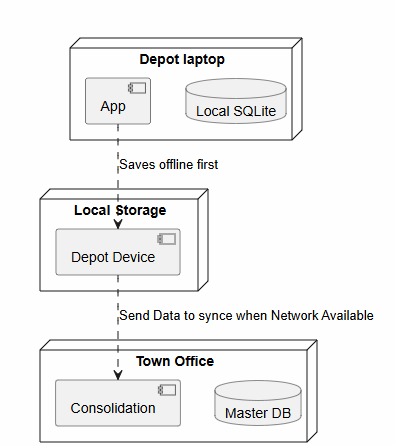 Depot laptop
App
Local SQLite
Saves offline first
Local Storage
Depot Device
Send Data to synce when Network Available
Town Office
Consolidation
Master DB